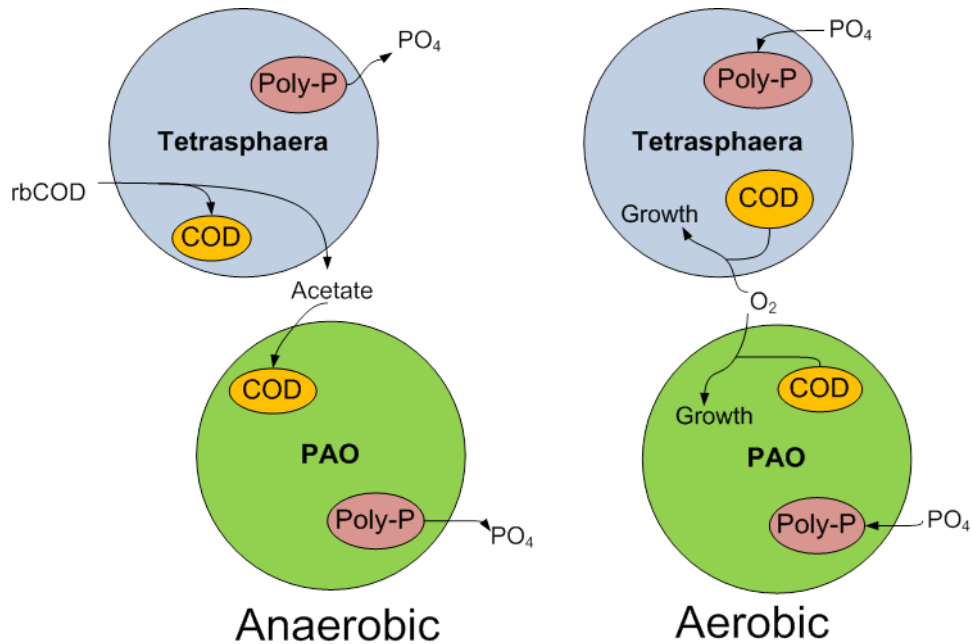 PO₄
Poly-P
Tetrasphaera
rbCOD
COD
Acetate
COD
PAO
Poly-P
PO₄
Anaerobic
PO₄
Poly-P
Tetrasphaera
COD
Growth
O₂
COD
Growth
PAO
Poly-P
PO₄
Aerobic